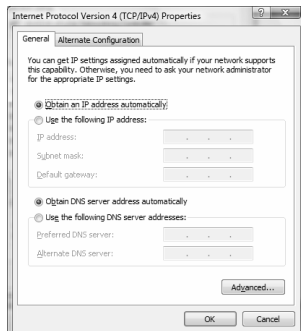 Internet Protocol Version 4 (TCP/IPv4) Properties
General
Alternate Configuration
You can get IP settings assigned automatically if your network supports
this capability. Otherwise, you need to ask your network administrator
for the appropriate IP settings.
Obtain an IP address automatically
Use the following IP address:
IP address:
Subnet mask:
Default gateway:
Obtain DNS server address automatically
Use the following DNS server addresses:
Preferred DNS server:
Alternate DNS server:
Advanced...
OK
Cancel